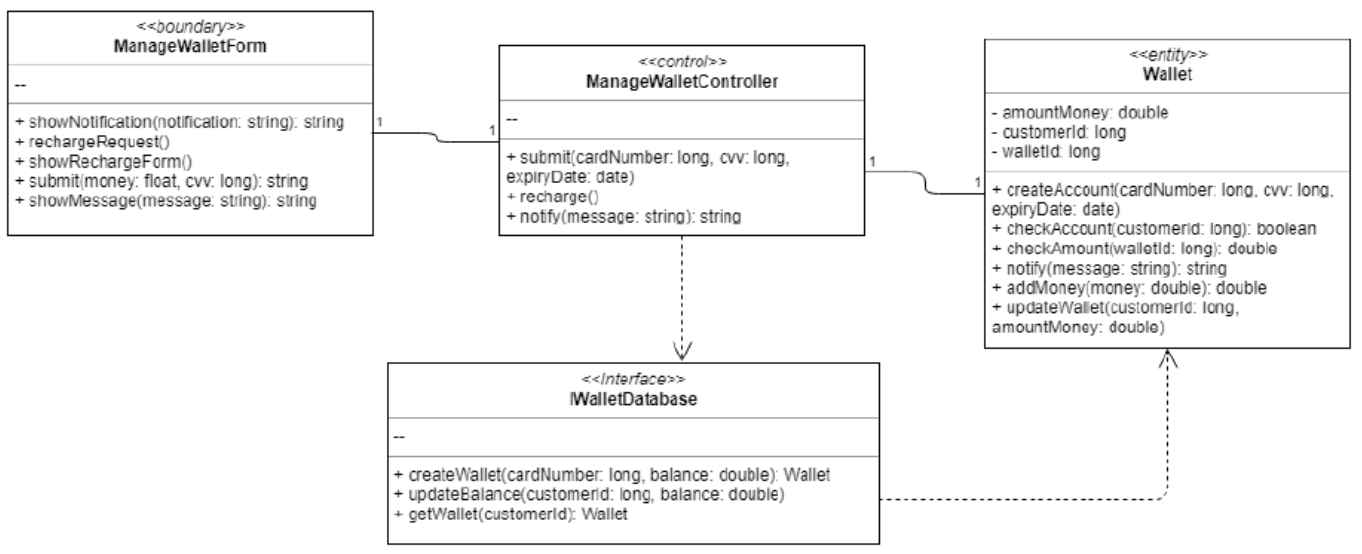 <<boundary>>
ManageWalletForm
--
+ showNotification(notification: string): string
+ rechargeRequest()
+ showRechargeForm()
+ submit(money: float, cvv: long): string
+ showMessage(message: string): string
1
1
<<control>>
ManageWalletController
--
+ submit(cardNumber: long, cvv: long,
expiryDate: date)
+ recharge()
+ notify(message: string): string
1
1
<<entity>>
Wallet
- amountMoney: double
- customerId: long
- walletId: long
+ createAccount(cardNumber: long, cvv: long,
expiryDate: date)
+ checkAccount(customerId: long): boolean
+ checkAmount(walletId: long): double
+ notify(message: string): string
+ addMoney(money: double): double
+ updateWallet(customerId: long,
amountMoney: double)
<<Interface>>
IWalletDatabase
--
+ createWallet(cardNumber: long, balance: double): Wallet
+ updateBalance(customerId: long, balance: double)
+ getWallet(customerId): Wallet